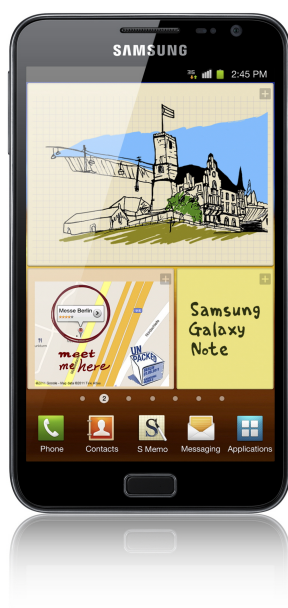 SAMSUNG
3G 2:45 PM
Messe Berlin
meet
me here
UN
PACKED
Samsung
Galaxy
Note
2
Phone
Contacts
S Memo
Messaging
Applications